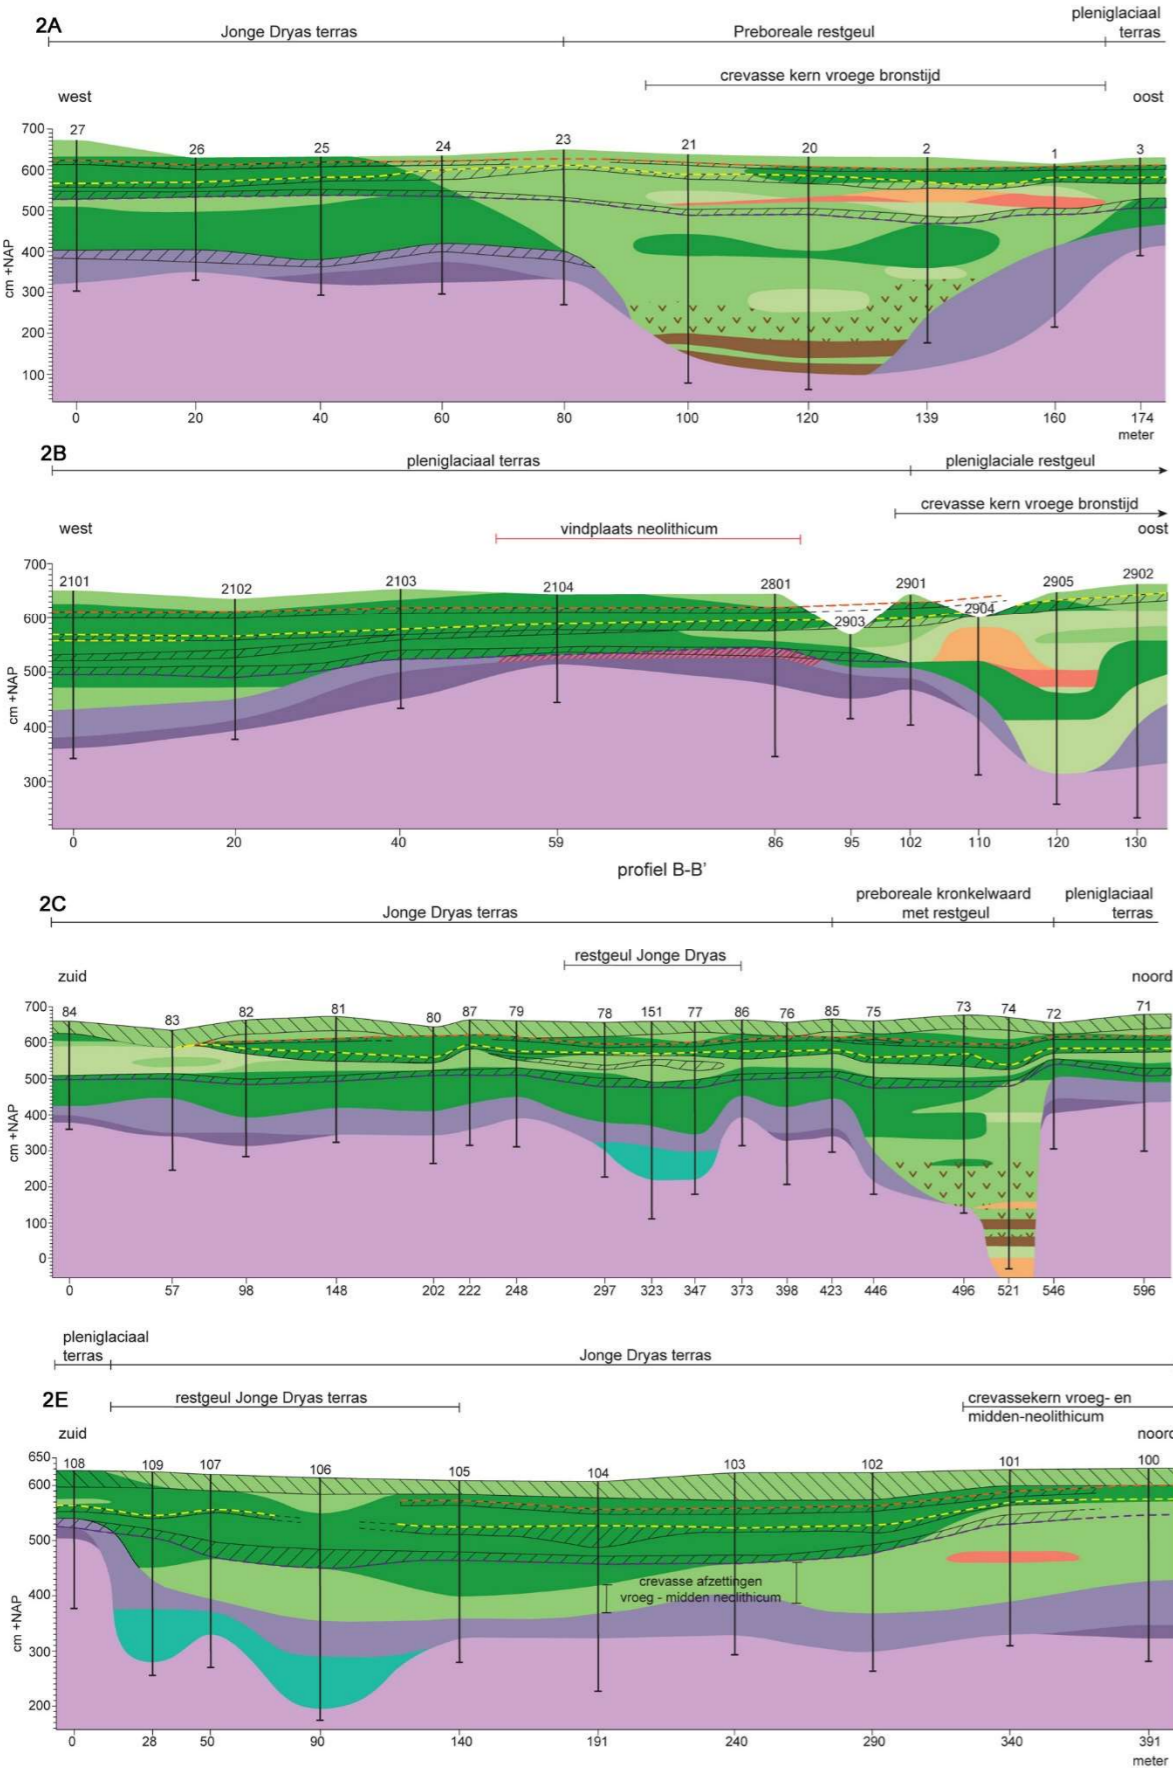 2A
Jonge Dryas terras
Preboreale restgeul
pleniglaciaal
terras
crevasse kern vroege bronstijd
west
oost
27 26 25 24 23 21 20 2 1 3
700
600
500
400
300
200
100
cm +NAP
0 20 40 60 80 100 120 139 160 174
meter
2B
pleniglaciaal terras
pleniglaciale restgeul
crevasse kern vroege bronstijd
west
vindplaats neolithicum
oost
2101 2102 2103 2104 2801 2903 2901 2904 2905 2902
700
600
500
400
300
cm +NAP
0 20 40 59 86 95 102 110 120 130
profiel B-B'
2C
Jonge Dryas terras
preboreale kronkelwaard
met restgeul
pleniglaciaal
terras
restgeul Jonge Dryas
zuid
noord
84 83 82 81 80 87 79 78 151 77 86 76 85 75 73 74 72 71
700
600
500
400
300
200
100
0
cm +NAP
0 57 98 148 202 222 248 297 323 347 373 398 423 446 496 521 546 596
pleniglaciaal
terras
Jonge Dryas terras
2E
restgeul Jonge Dryas terras
crevassekern vroeg- en
midden-neolithicum
zuid
noord
108 109 107 106 105 104 103 102 101 100
650
600
500
400
300
200
cm +NAP
crevasse afzettingen
vroeg - midden neolithicum
0 28 50 90 140 191 240 290 340 391
meter